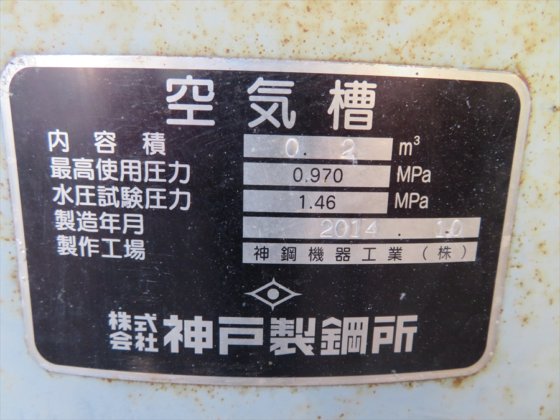 空気槽
内容積 0.2 m³
最高使用圧力 0.970 MPa
水圧試験圧力 1.46 MPa
製造年月 2014.10
製作工場 神鋼機器工業(株)
株式会社 神戸製鋼所